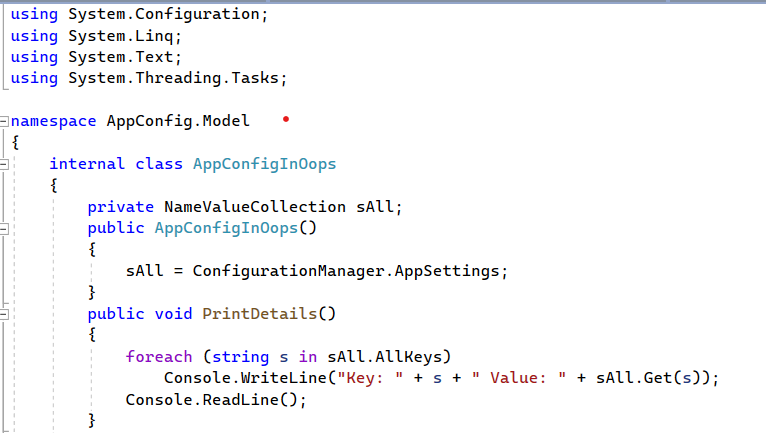 using System.Configuration;
using System.Linq;
using System.Text;
using System.Threading.Tasks;
namespace AppConfig.Model
{
internal class AppConfigInOops
{
private NameValueCollection sAll;
public AppConfigInOops()
{
sAll = ConfigurationManager.AppSettings;
}
public void PrintDetails()
{
foreach (string s in sAll.AllKeys)
Console.WriteLine("Key: " + s + " Value: " + sAll.Get(s));
Console.ReadLine();
}